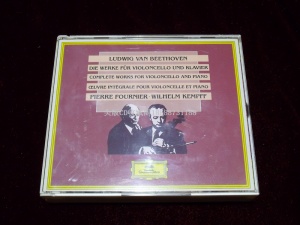 LUDWIG VAN BEETHOVEN
DIE WERKE FÜR VIOLONCELLO UND KLAVIER
COMPLETE WORKS FOR VIOLONCELLO AND PIANO
ŒUVRE INTÉGRALE POUR VIOLONCELLE ET PIANO
PIERRE FOURNIER · WILHELM KEMPFF